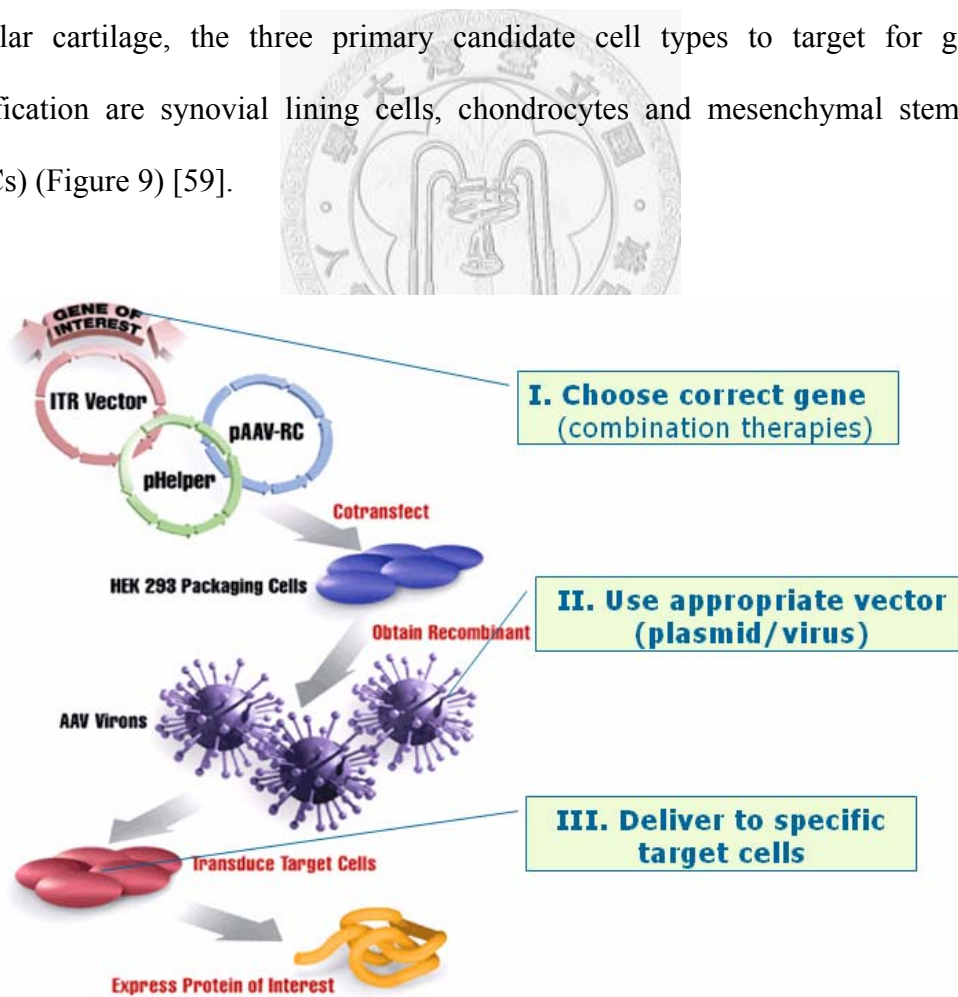 lar cartilage, the three primary candidate cell types to target for g
fication are synovial lining cells, chondrocytes and mesenchymal stem
Cs) (Figure 9) [59].
GENE OF
INTEREST
ITR Vector
pAAV-RC
pHelper
I. Choose correct gene
(combination therapies)
Cotransfect
HEK 293 Packaging Cells
II. Use appropriate vector
(plasmid/virus)
Obtain Recombinant
AAV Virons
III. Deliver to specific
target cells
Transduce Target Cells
Express Protein of Interest